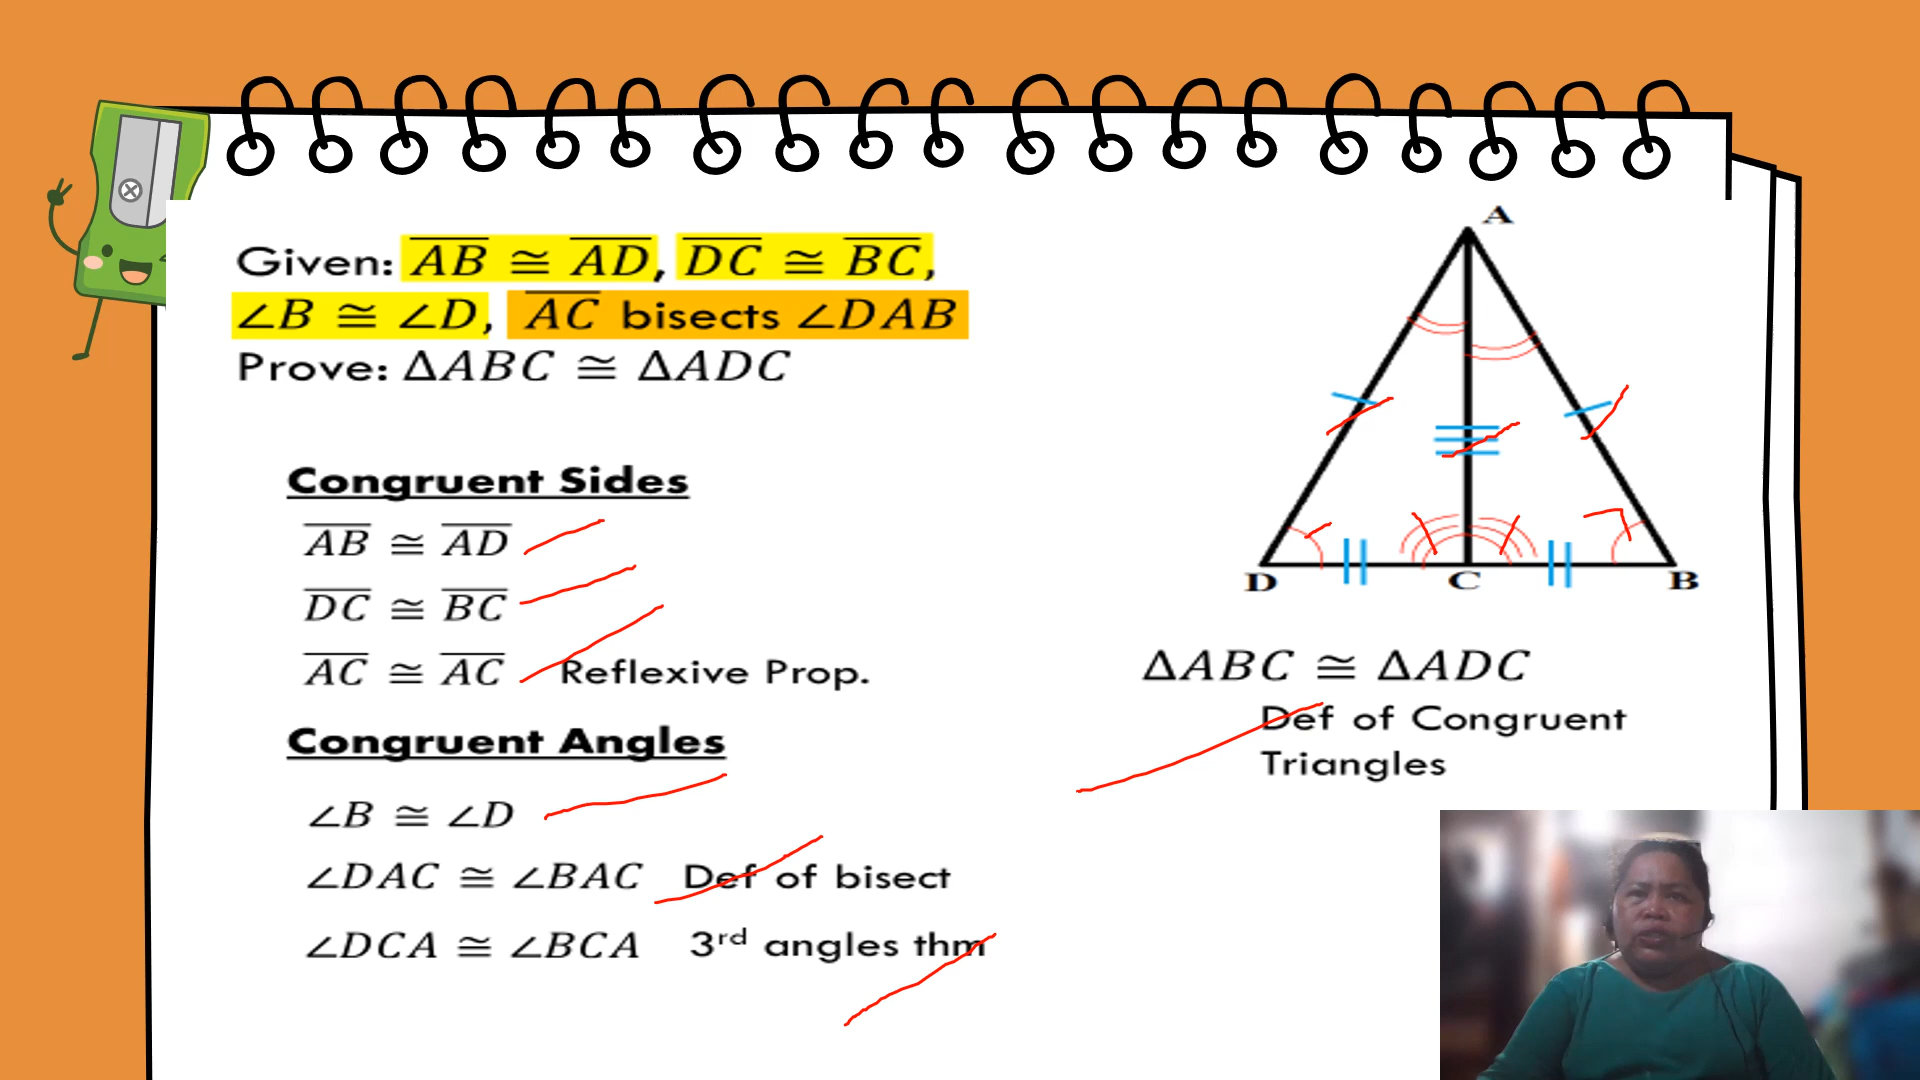 Given: AB ≅ AD, DC ≅ BC,
∠B ≅ ∠D, AC bisects ∠DAB
Prove: ΔABC ≅ ΔADC
Congruent Sides
AB ≅ AD
DC ≅ BC
AC ≅ AC Reflexive Prop.
Congruent Angles
∠B ≅ ∠D
∠DAC ≅ ∠BAC Def of bisect
∠DCA ≅ ∠BCA 3rd angles thm
A
D C B
ΔABC ≅ ΔADC
Def of Congruent
Triangles